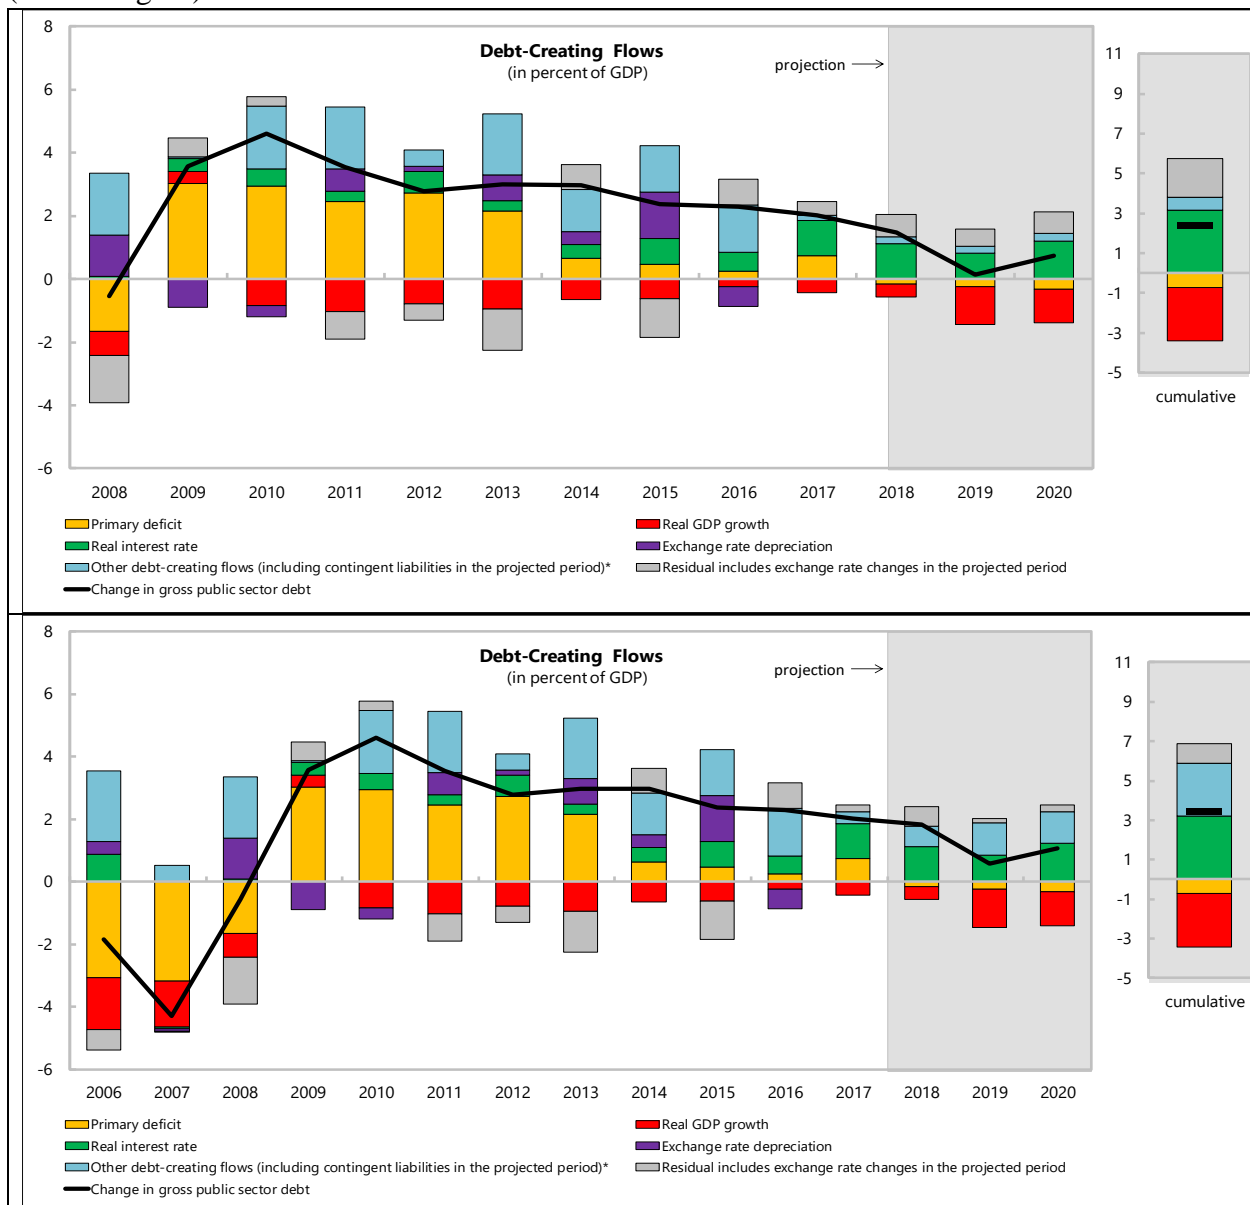 Debt-Creating Flows
(in percent of GDP)
projection
8
6
4
2
0
-2
-4
-6
2008 2009 2010 2011 2012 2013 2014 2015 2016 2017 2018 2019 2020
11
9
7
5
3
1
-1
-3
-5
cumulative
Primary deficit
Real GDP growth
Real interest rate
Exchange rate depreciation
Other debt-creating flows (including contingent liabilities in the projected period)*
Residual includes exchange rate changes in the projected period
Change in gross public sector debt
Debt-Creating Flows
(in percent of GDP)
projection
8
6
4
2
0
-2
-4
-6
2006 2007 2008 2009 2010 2011 2012 2013 2014 2015 2016 2017 2018 2019 2020
11
9
7
5
3
1
-1
-3
-5
cumulative
Primary deficit
Real GDP growth
Real interest rate
Exchange rate depreciation
Other debt-creating flows (including contingent liabilities in the projected period)*
Residual includes exchange rate changes in the projected period
Change in gross public sector debt